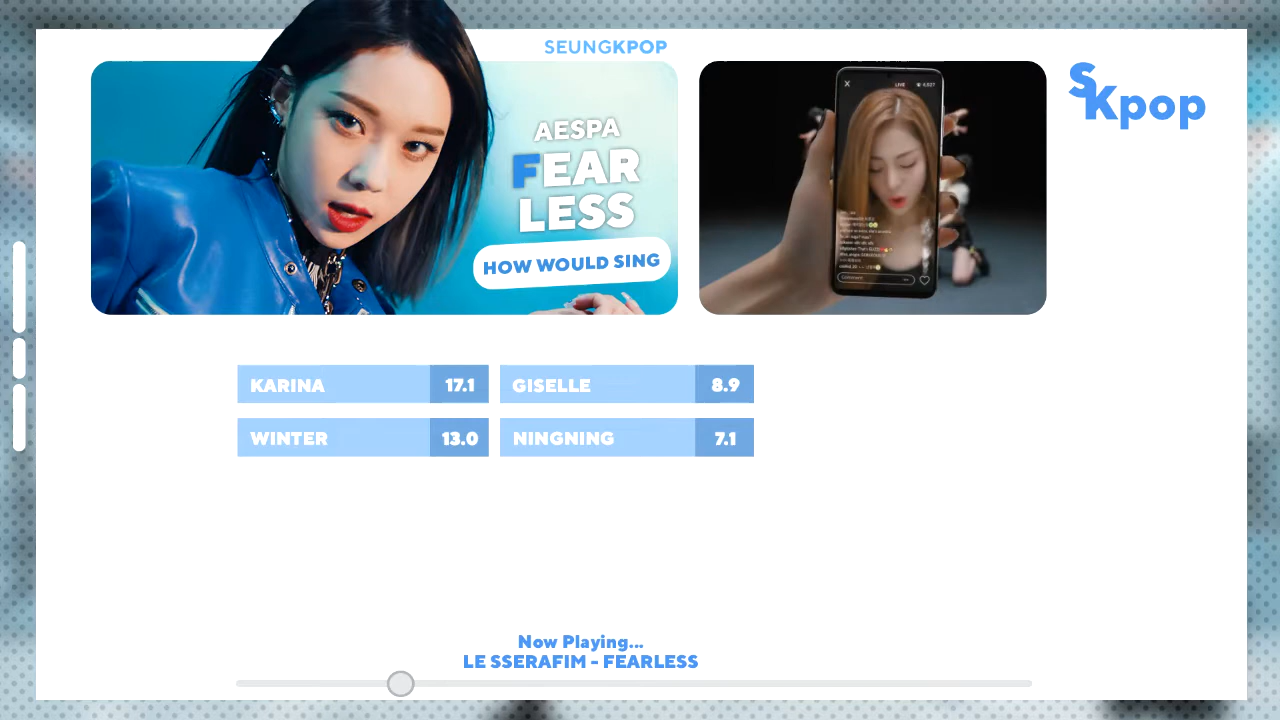 SEUNGKPOP
AESPA
FEAR
LESS
HOW WOULD SING
LIVE
SKpop
KARINA 17.1
GISELLE 8.9
WINTER 13.0
NINGNING 7.1
Now Playing...
LE SSERAFIM - FEARLESS